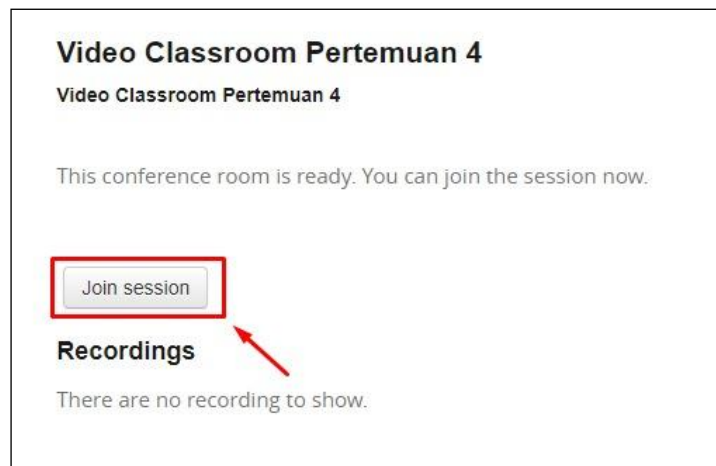 Video Classroom Pertemuan 4
Video Classroom Pertemuan 4
This conference room is ready. You can join the session now.
Join session
Recordings
There are no recording to show.